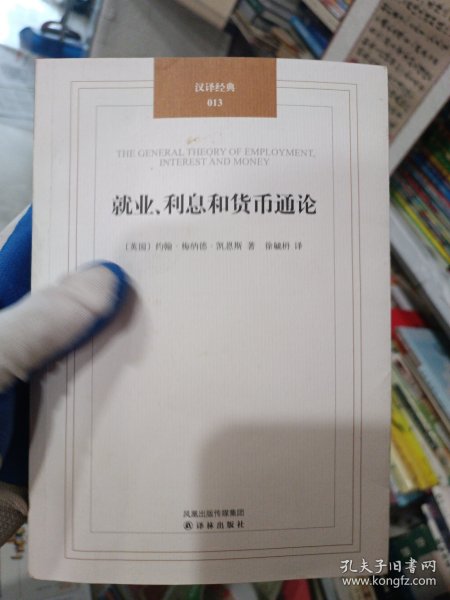 汉译经典
013
THE GENERAL THEORY OF EMPLOYMENT,
INTEREST AND MONEY
就业、利息和货币通论
〔英国〕约翰·梅纳德·凯恩斯 著 徐毓枬 译
凤凰出版传媒集团
译林出版社
孔夫子旧书网
www.kongfz.com